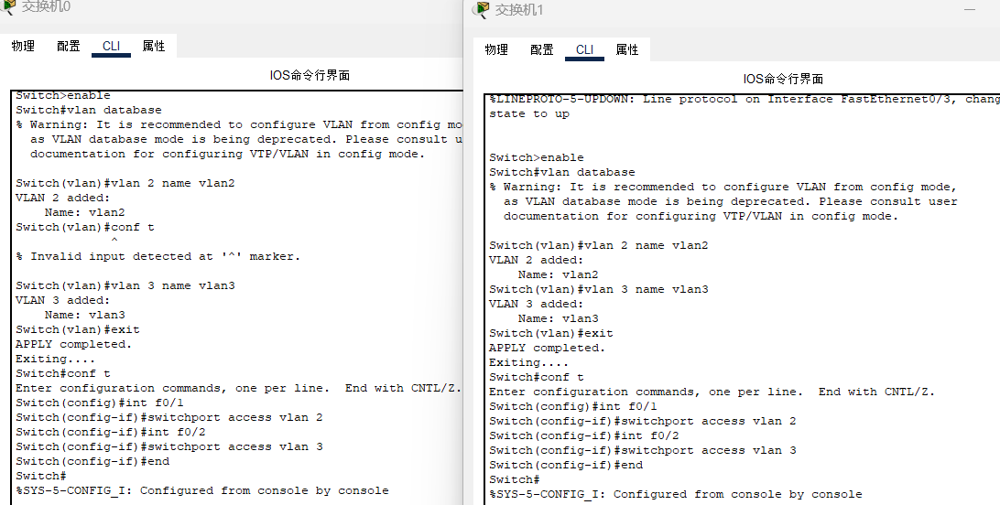 交换机0
物理 配置 CLI 属性
IOS命令行界面
Switch>enable
Switch#vlan database
% Warning: It is recommended to configure VLAN from config mo
as VLAN database mode is being deprecated. Please consult u
documentation for configuring VTP/VLAN in config mode.
Switch(vlan)#vlan 2 name vlan2
VLAN 2 added:
Name: vlan2
Switch(vlan)#conf t
^
% Invalid input detected at '^' marker.
Switch(vlan)#vlan 3 name vlan3
VLAN 3 added:
Name: vlan3
Switch(vlan)#exit
APPLY completed.
Exiting....
Switch#conf t
Enter configuration commands, one per line.  End with CNTL/Z.
Switch(config)#int f0/1
Switch(config-if)#switchport access vlan 2
Switch(config-if)#int f0/2
Switch(config-if)#switchport access vlan 3
Switch(config-if)#end
Switch#
%SYS-5-CONFIG_I: Configured from console by console
交换机1
物理 配置 CLI 属性
IOS命令行界面
%LINEPROTO-5-UPDOWN: Line protocol on Interface FastEthernet0/3, chang
state to up
Switch>enable
Switch#vlan database
% Warning: It is recommended to configure VLAN from config mode,
as VLAN database mode is being deprecated. Please consult user
documentation for configuring VTP/VLAN in config mode.
Switch(vlan)#vlan 2 name vlan2
VLAN 2 added:
Name: vlan2
Switch(vlan)#vlan 3 name vlan3
VLAN 3 added:
Name: vlan3
Switch(vlan)#exit
APPLY completed.
Exiting....
Switch#conf t
Enter configuration commands, one per line.  End with CNTL/Z.
Switch(config)#int f0/1
Switch(config-if)#switchport access vlan 2
Switch(config-if)#int f0/2
Switch(config-if)#switchport access vlan 3
Switch(config-if)#end
Switch#
%SYS-5-CONFIG_I: Configured from console by console